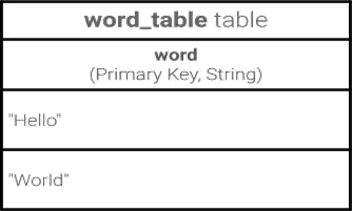 word_table table
word
(Primary Key, String)
"Hello"
"World"